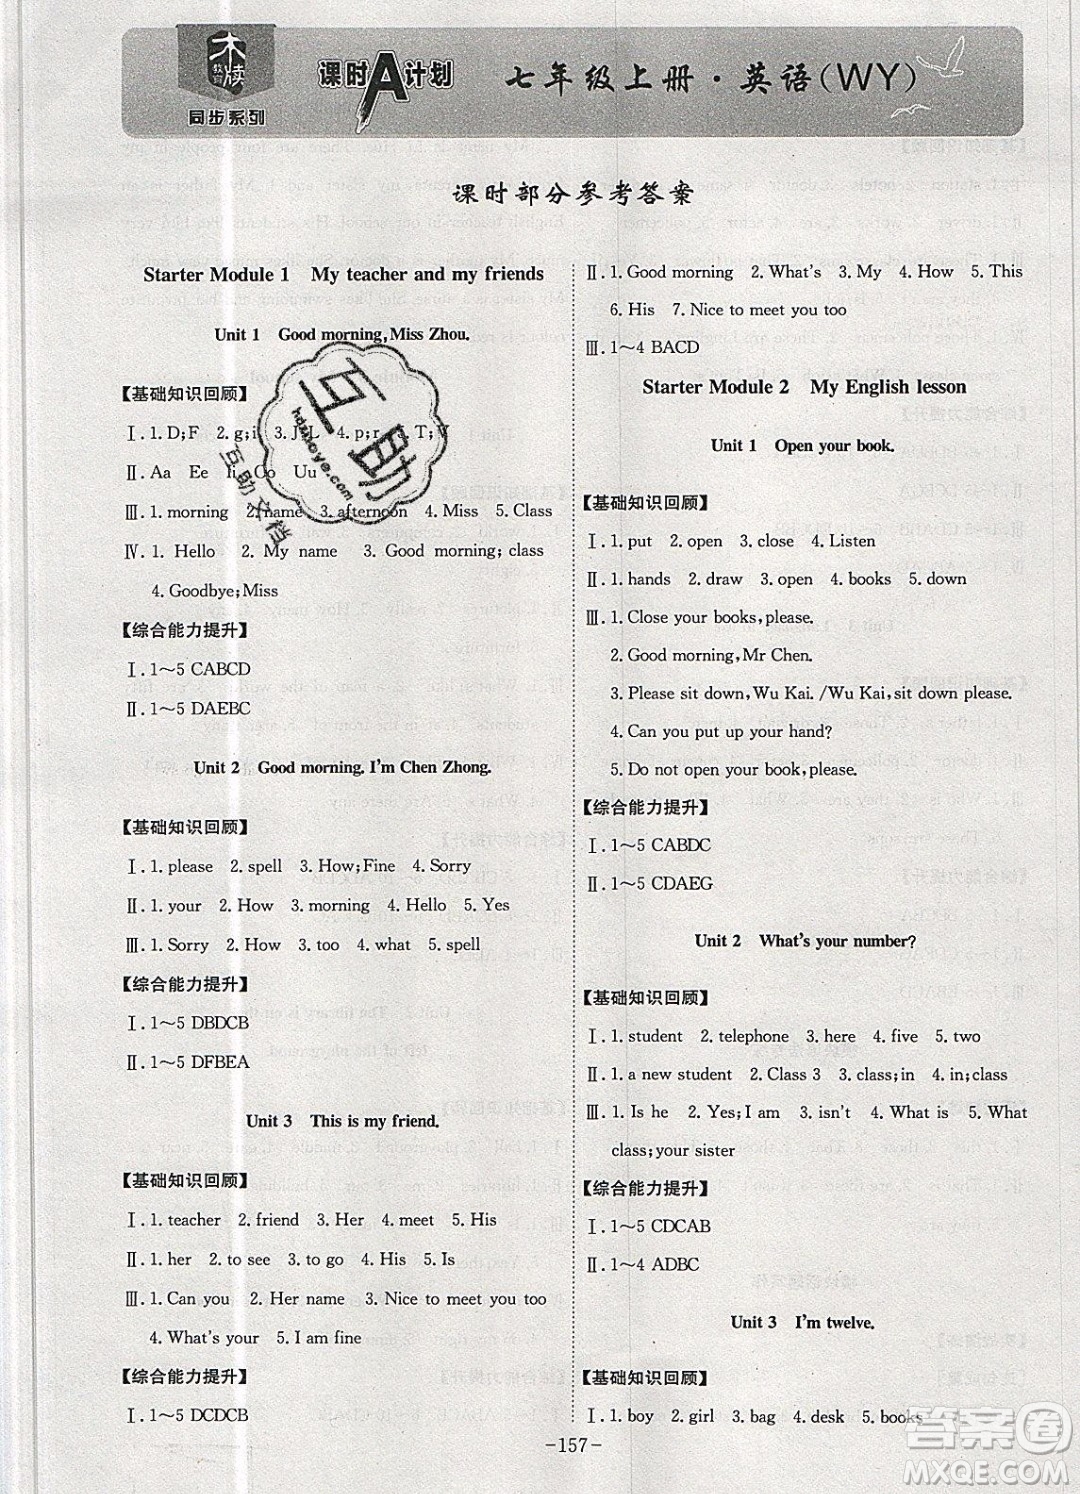 木读
教育
同步系列
课时A计划
七年级上册·英语(WY)
课时部分参考答案
Starter Module 1 My teacher and my friends
Unit 1 Good morning, Miss Zhou.
【基础知识回顾】
Ⅰ. 1. D;F 2. g;i 3. J;L 4. p;r T;V
Ⅱ. Aa Ee Ii Oo Uu
Ⅲ. 1. morning 2. name 3. afternoon 4. Miss 5. Class
Ⅳ. 1. Hello 2. My name 3. Good morning; class
4. Goodbye;Miss
【综合能力提升】
Ⅰ. 1～5 CABCD
Ⅱ. 1～5 DAEBC
Unit 2 Good morning. I'm Chen Zhong.
【基础知识回顾】
Ⅰ. 1. please 2. spell 3. How;Fine 4. Sorry
Ⅱ. 1. your 2. How 3. morning 4. Hello 5. Yes
Ⅲ. 1. Sorry 2. How 3. too 4. what 5. spell
【综合能力提升】
Ⅰ. 1～5 DBDCB
Ⅱ. 1～5 DFBEA
Unit 3 This is my friend.
【基础知识回顾】
Ⅰ. 1. teacher 2. friend 3. Her 4. meet 5. His
Ⅱ. 1. her 2. to see 3. to go 4. His 5. Is
Ⅲ. 1. Can you 2. Her name 3. Nice to meet you too
4. What's your 5. I am fine
【综合能力提升】
Ⅰ. 1～5 DCDCB
Ⅱ. 1. Good morning 2. What's 3. My 4. How 5. This
6. His 7. Nice to meet you too
Ⅲ. 1～4 BACD
Starter Module 2 My English lesson
Unit 1 Open your book.
【基础知识回顾】
Ⅰ. 1. put 2. open 3. close 4. Listen
Ⅱ. 1. hands 2. draw 3. open 4. books 5. down
Ⅲ. 1. Close your books, please.
2. Good morning, Mr Chen.
3. Please sit down, Wu Kai. /Wu Kai, sit down please.
4. Can you put up your hand?
5. Do not open your book, please.
【综合能力提升】
Ⅰ. 1～5 CABDC
Ⅱ. 1～5 CDAEG
Unit 2 What's your number?
【基础知识回顾】
Ⅰ. 1. student 2. telephone 3. here 4. five 5. two
Ⅱ. 1. a new student 2. Class 3 3. class;in 4. in;class
Ⅲ. 1. Is he 2. Yes;I am 3. isn't 4. What is 5. What
class;your sister
【综合能力提升】
Ⅰ. 1～5 CDCAB
Ⅱ. 1～4 ADBC
Unit 3 I'm twelve.
【基础知识回顾】
Ⅰ. 1. boy 2. girl 3. bag 4. desk 5. books
-157-
互助
hdzuoye.com
互助文档
答案圈
MXQE.COM